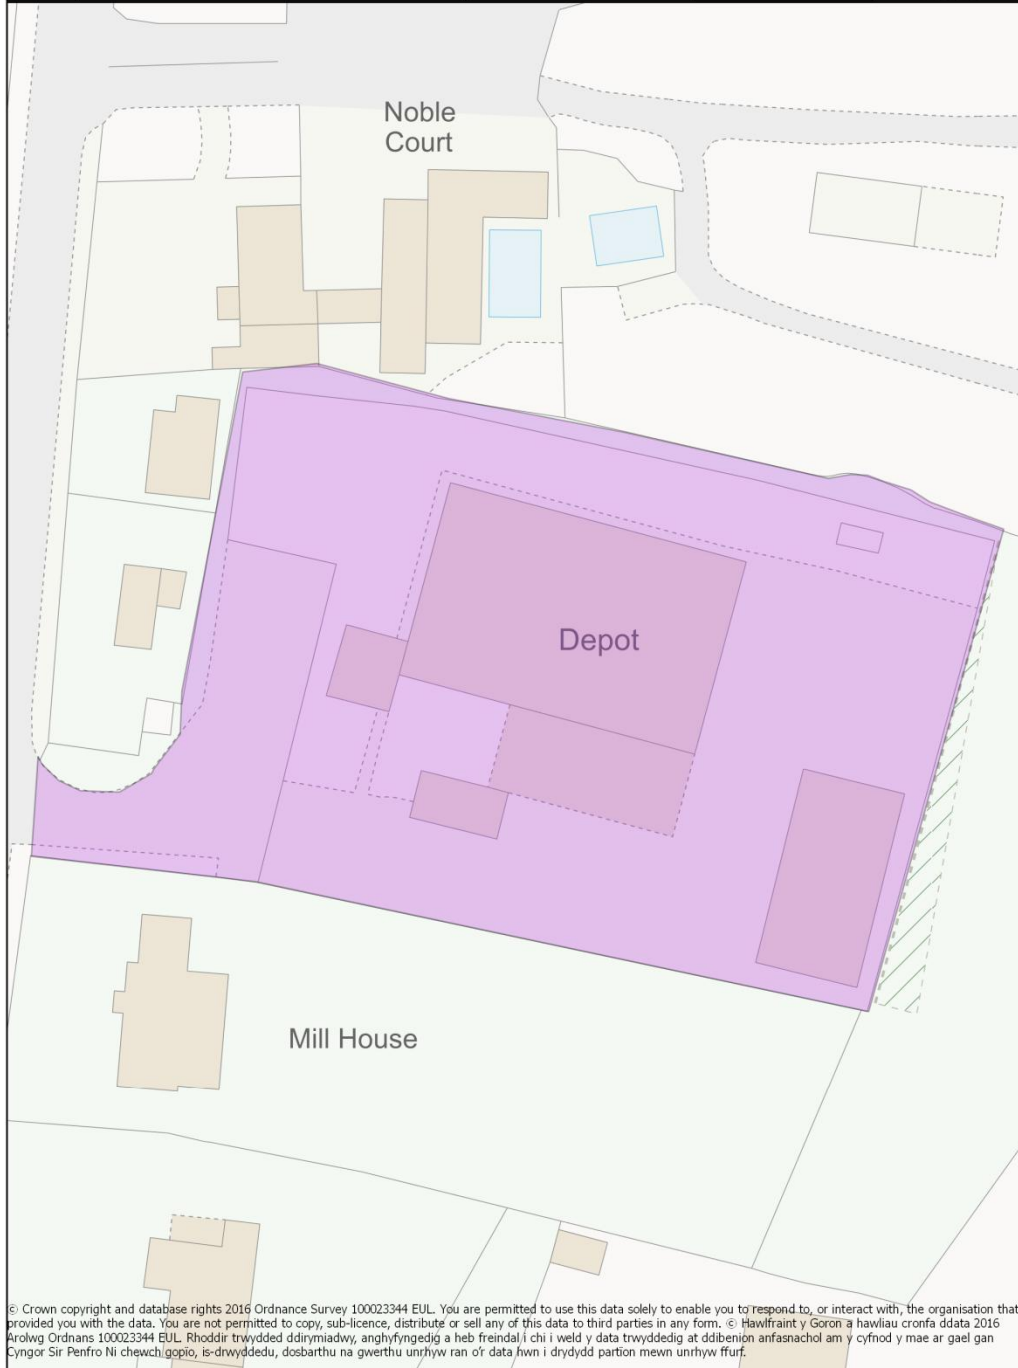 Noble
Court
Depot
Mill House
© Crown copyright and database rights 2016 Ordnance Survey 100023344 EUL. You are permitted to use this data solely to enable you to respond to, or interact with, the organisation that
provided you with the data. You are not permitted to copy, sub-licence, distribute or sell any of this data to third parties in any form. © Hawlfraint y Goron a hawliau cronfa ddata 2016
Arolwg Ordnans 100023344 EUL. Rhoddir trwydded ddirymiadwy, anghyfyngedig a heb freindal i chi i weld y data trwyddedig at ddibenion anfasnachol am y cyfnod y mae ar gael gan
Cyngor Sir Penfro Ni chewch gopïo, is-drwyddedu, dosbarthu na gwerthu unrhyw ran o'r data hwn i drydydd partïon mewn unrhyw ffurf.